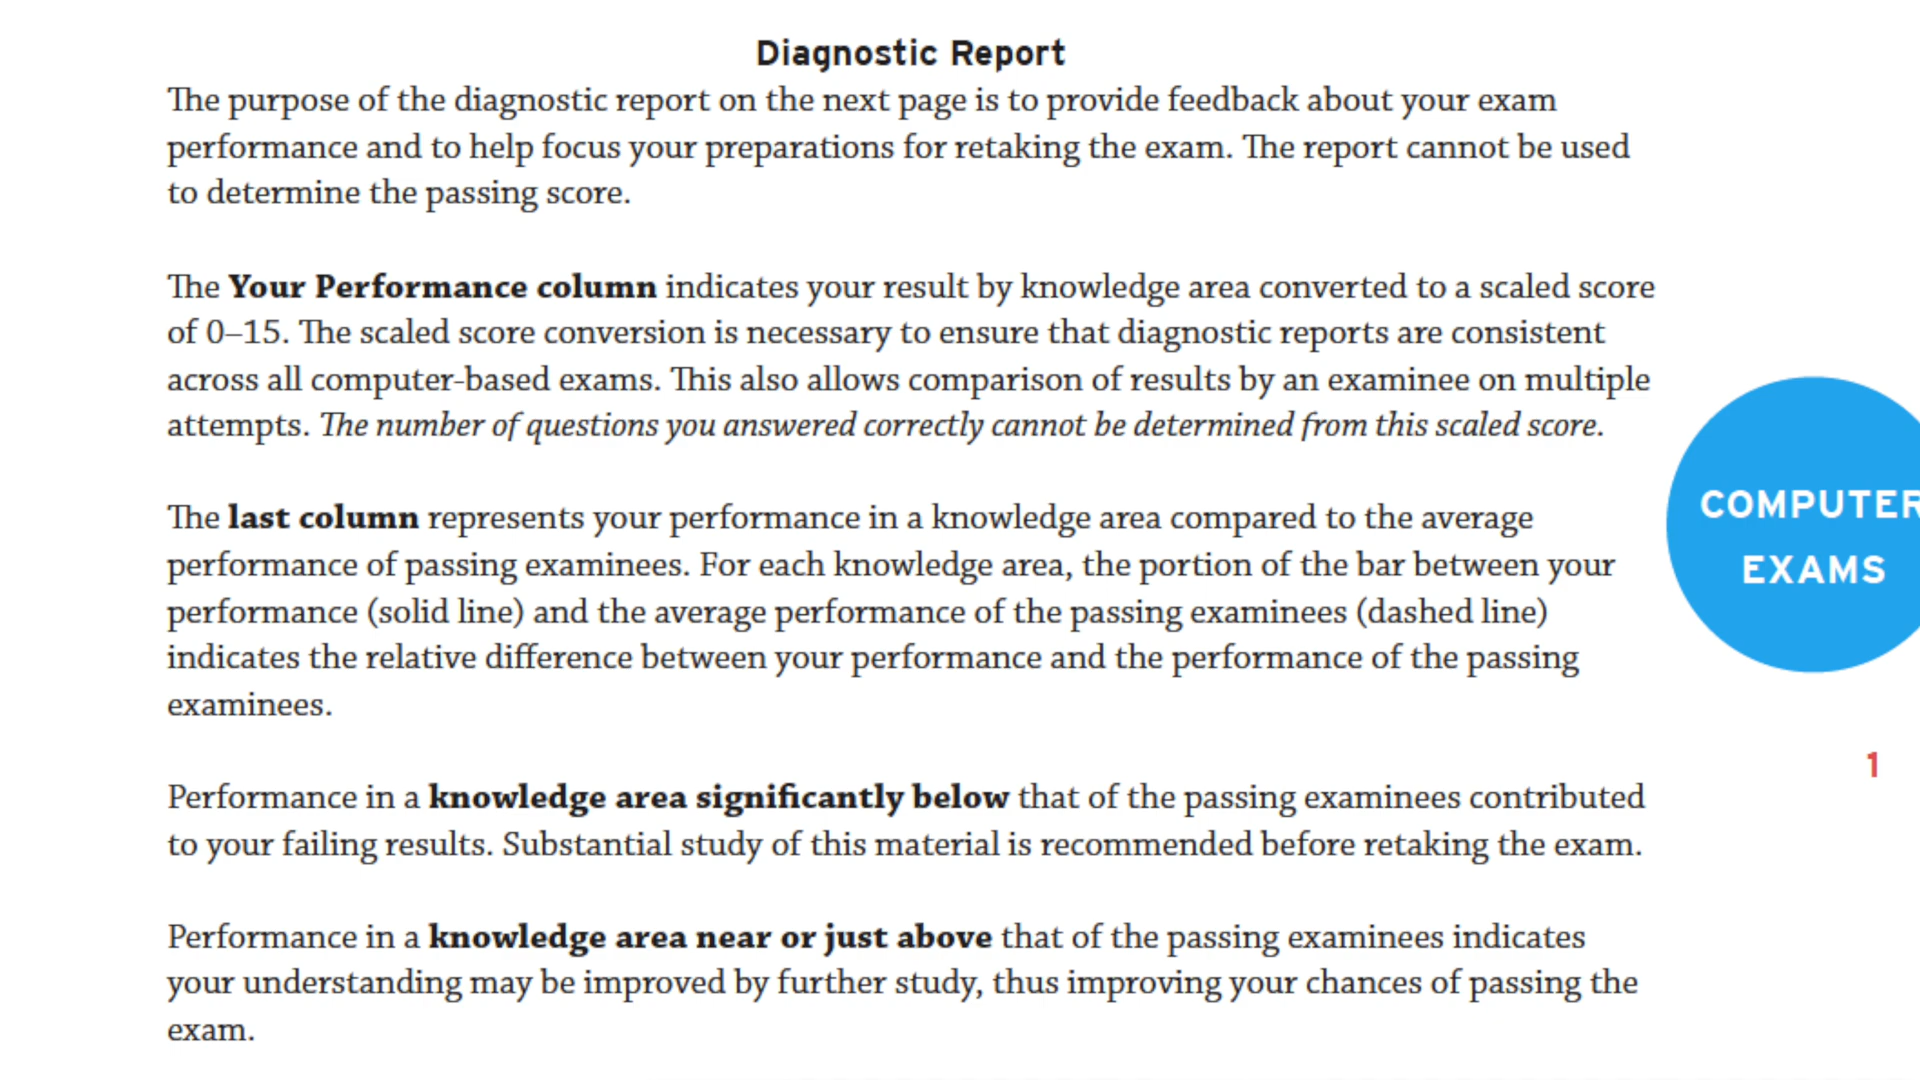 Diagnostic Report
The purpose of the diagnostic report on the next page is to provide feedback about your exam
performance and to help focus your preparations for retaking the exam. The report cannot be used
to determine the passing score.
The Your Performance column indicates your result by knowledge area converted to a scaled score
of 0–15. The scaled score conversion is necessary to ensure that diagnostic reports are consistent
across all computer-based exams. This also allows comparison of results by an examinee on multiple
attempts. The number of questions you answered correctly cannot be determined from this scaled score.
The last column represents your performance in a knowledge area compared to the average
performance of passing examinees. For each knowledge area, the portion of the bar between your
performance (solid line) and the average performance of the passing examinees (dashed line)
indicates the relative difference between your performance and the performance of the passing
examinees.
Performance in a knowledge area significantly below that of the passing examinees contributed
to your failing results. Substantial study of this material is recommended before retaking the exam.
Performance in a knowledge area near or just above that of the passing examinees indicates
your understanding may be improved by further study, thus improving your chances of passing the
exam.
COMPUTER
EXAMS
1